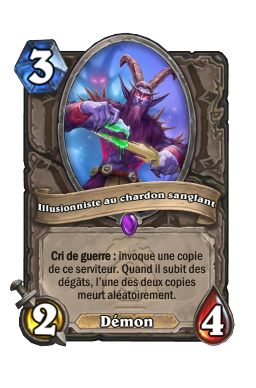 3
Illusionniste au chardon sanglant
Cri de guerre : invoque une copie
de ce serviteur. Quand il subit des
dégâts, l'une des deux copies
meurt aléatoirement.
2
Démon
4